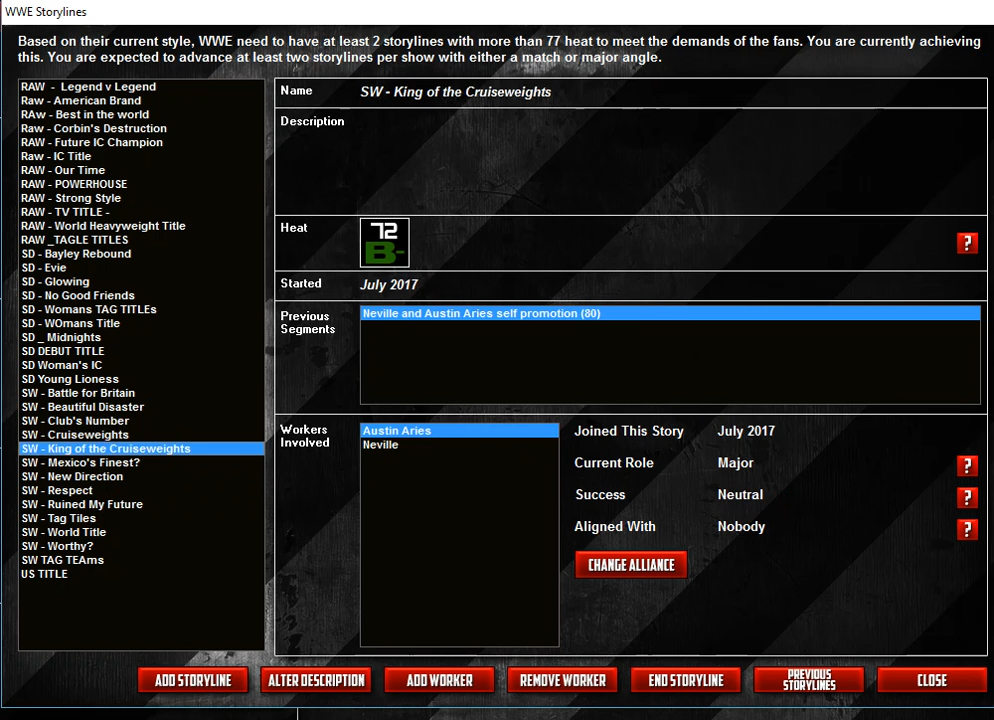 WWE Storylines
Based on their current style, WWE need to have at least 2 storylines with more than 77 heat to meet the demands of the fans. You are currently achieving
this. You are expected to advance at least two storylines per show with either a match or major angle.
RAW - Legend v Legend
Raw - American Brand
RAw - Best in the world
RAw - Corbin's Destruction
RAW - Future IC Champion
Raw - IC Title
RAW - Our Time
RAW - POWERHOUSE
RAW - Strong Style
RAW - TV TITLE -
RAW - World Heavyweight Title
RAW _TAGLE TITLES
SD - Bayley Rebound
SD - Evie
SD - Glowing
SD - No Good Friends
SD - Womans TAG TITLEs
SD - WOmans Title
SD _ Midnights
SD DEBUT TITLE
SD Woman's IC
SD Young Lioness
SW - Battle for Britain
SW - Beautiful Disaster
SW - Club's Number
SW - Cruiseweights
SW - King of the Cruiseweights
SW - Mexico's Finest?
SW - New Direction
SW - Respect
SW - Ruined My Future
SW - Tag Tiles
SW - World Title
SW - Worthy?
SW TAG TEAms
US TITLE
Name
SW - King of the Cruiseweights
Description
Heat
72
B-
?
Started
July 2017
Previous
Segments
Neville and Austin Aries self promotion (80)
Workers
Involved
Austin Aries
Neville
Joined This Story
July 2017
Current Role
Major
?
Success
Neutral
?
Aligned With
Nobody
?
CHANGE ALLIANCE
ADD STORYLINE
ALTER DESCRIPTION
ADD WORKER
REMOVE WORKER
END STORYLINE
PREVIOUS
STORYLINES
CLOSE